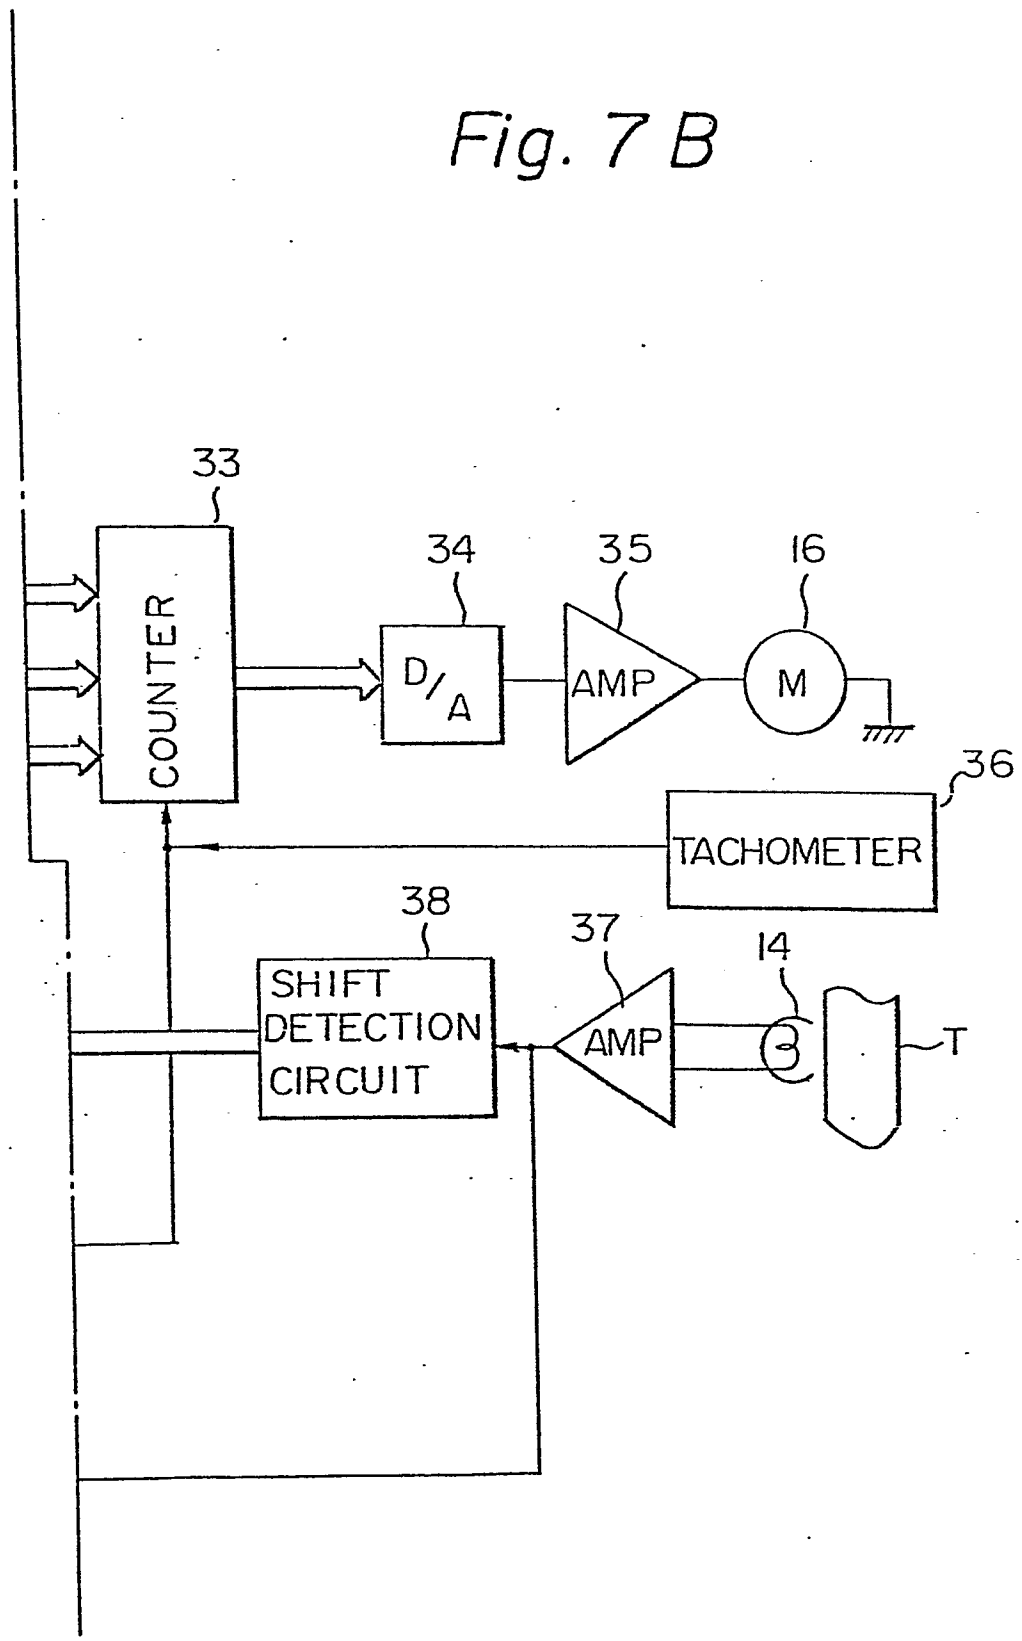 Fig. 7 B
33
34
35
16
COUNTER
D/A
AMP
M
36
TACHOMETER
38
37
14
SHIFT
DETECTION
CIRCUIT
AMP
T